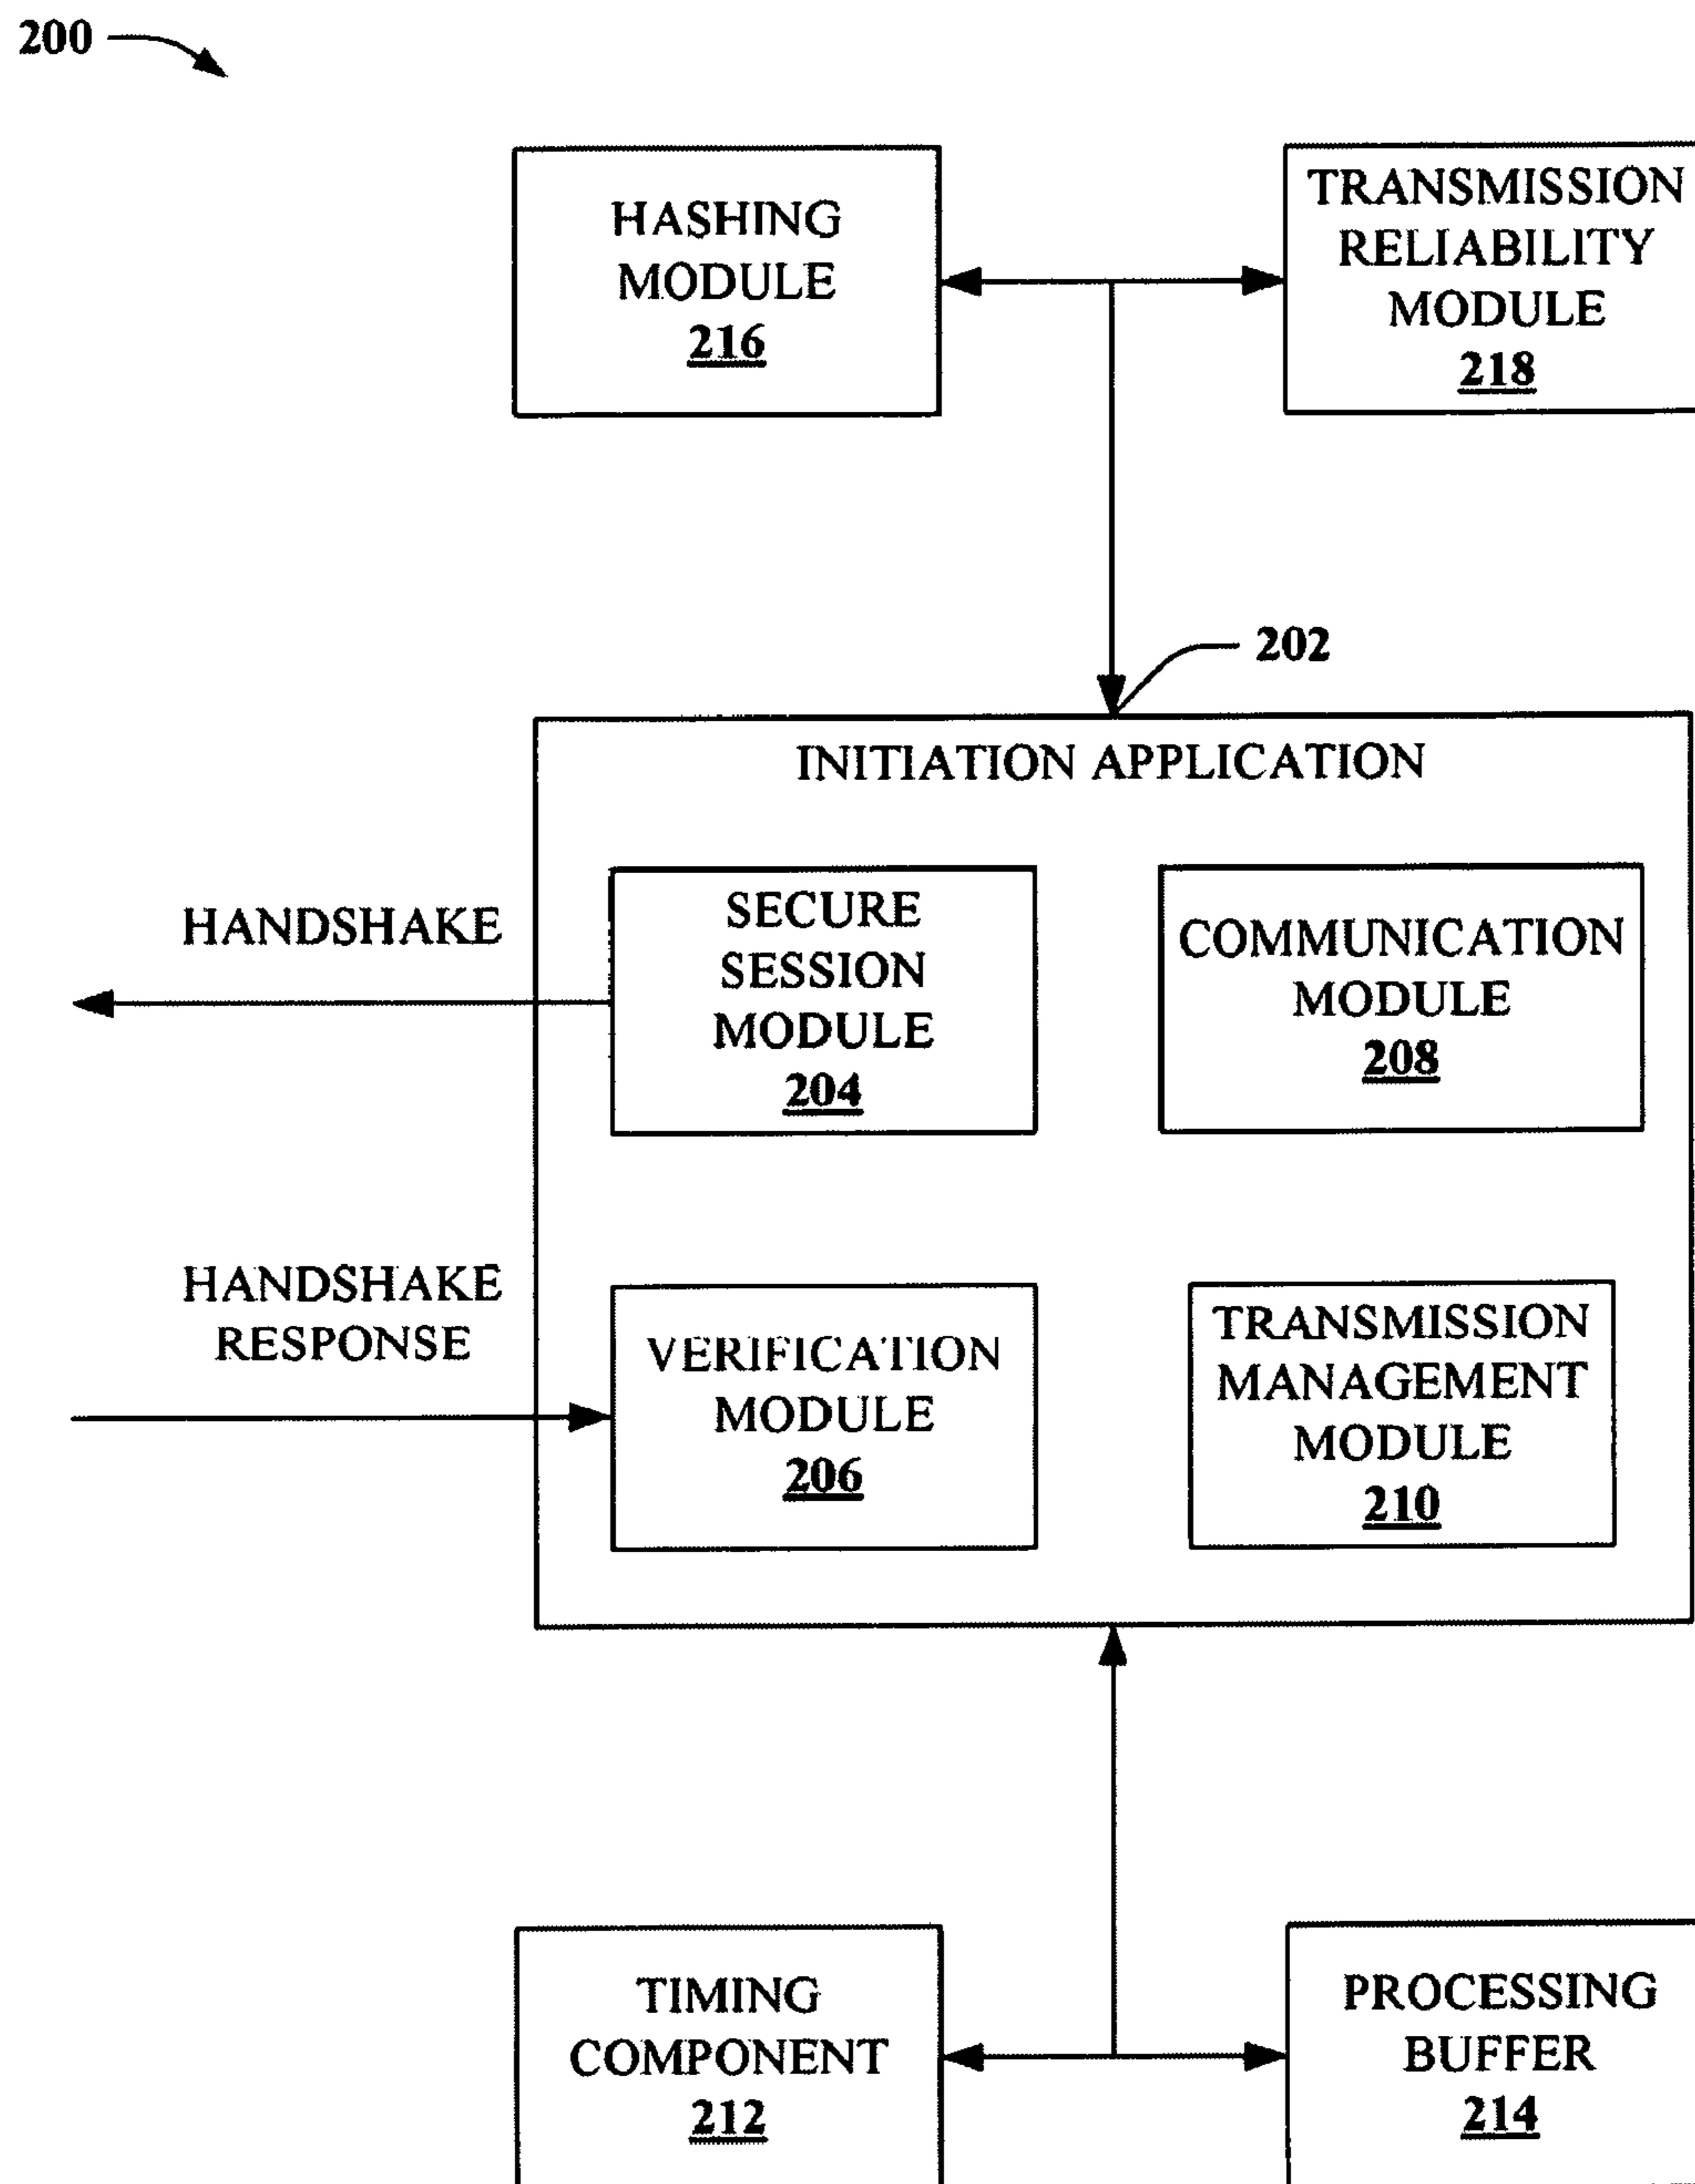 200
HASHING
MODULE
216
TRANSMISSION
RELIABILITY
MODULE
218
202
INITIATION APPLICATION
HANDSHAKE
SECURE
SESSION
MODULE
204
COMMUNICATION
MODULE
208
HANDSHAKE
RESPONSE
VERIFICATION
MODULE
206
TRANSMISSION
MANAGEMENT
MODULE
210
TIMING
COMPONENT
212
PROCESSING
BUFFER
214